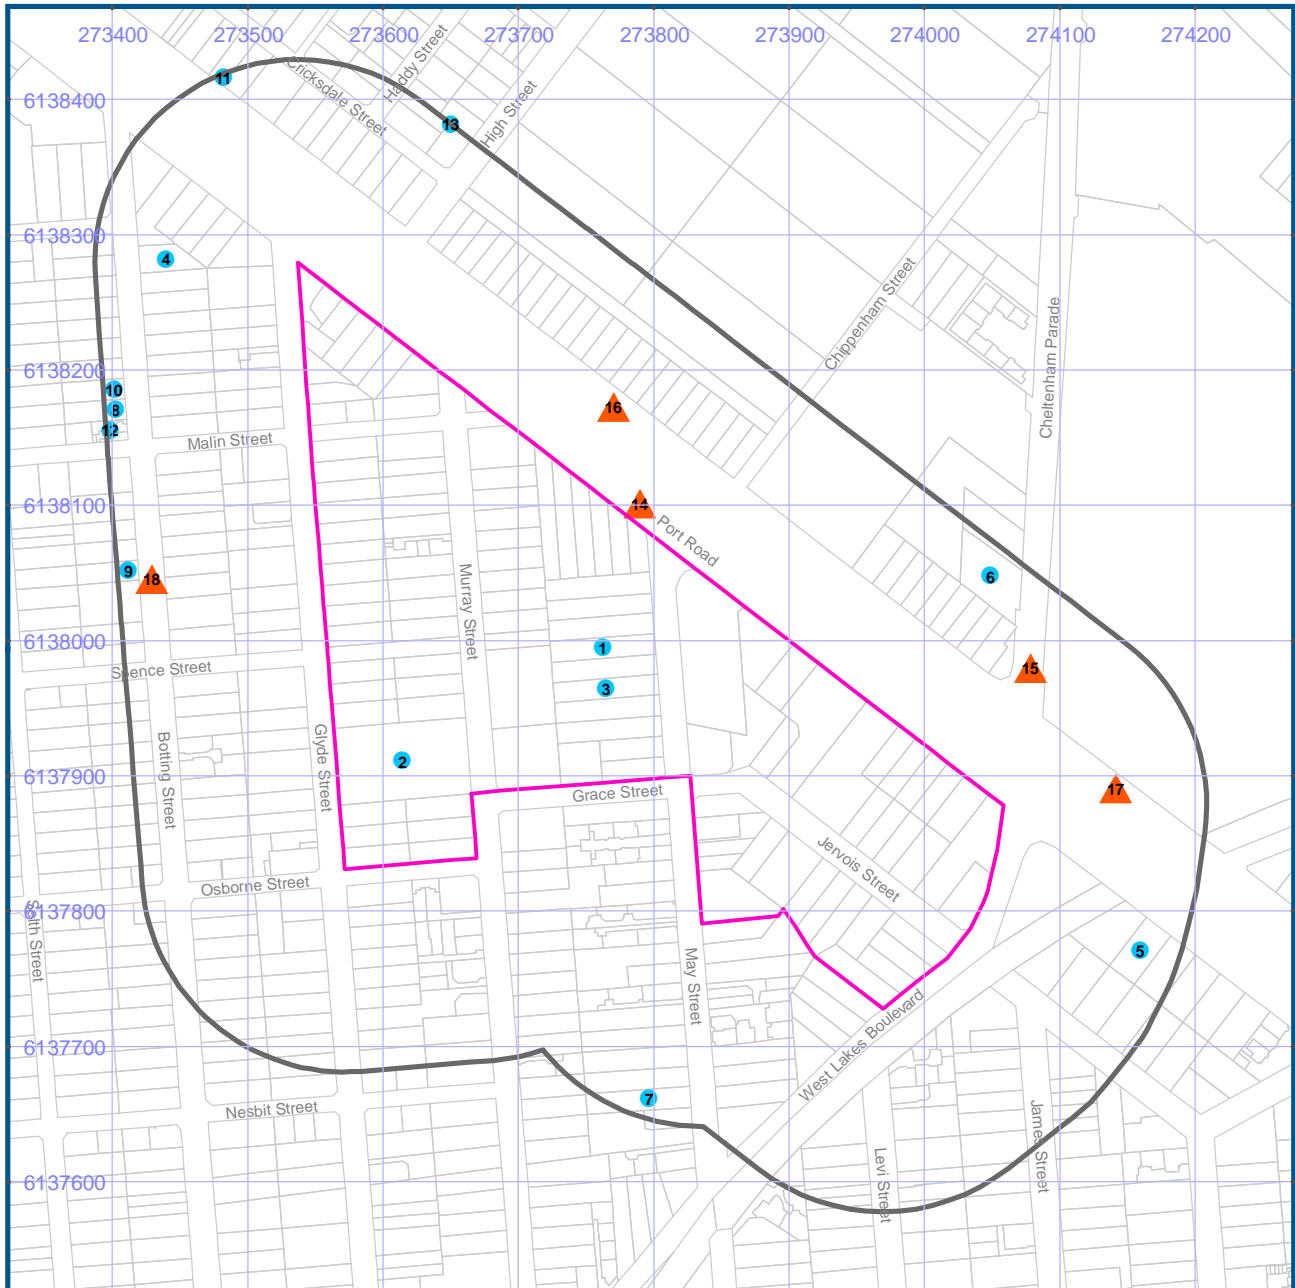 273400 273500 273600 273700 273800 273900 274000 274100 274200
Haddy Street
Cricksdale Street
11
6138400
High Street
13
6138300
4
Chippenham Street
Cheltenham Parade
6138200
10
8
16
12
Malin Street
6138100
14
Port Road
9
18
6
Murray Street
6138000
1
Spence Street
15
3
Glyde Street
Botting Street
2
6137900
17
Grace Street
Jervois Street
Osborne Street
6137800
5
May Street
West Lakes Boulevard
6137700
7
Nesbit Street
James Street
Levi Street
6137600